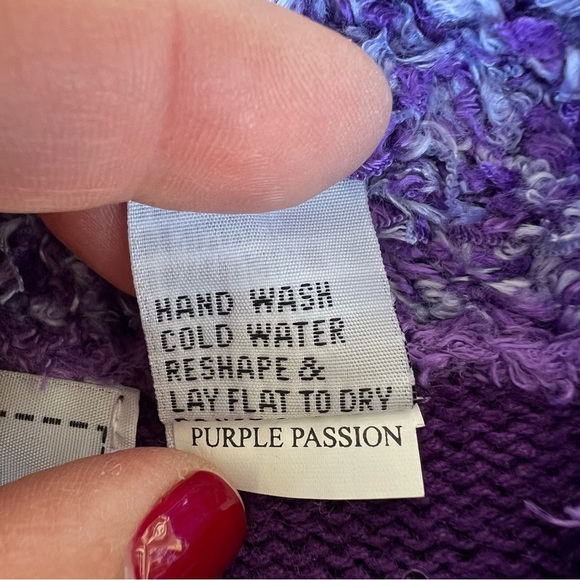 HAND WASH
COLD WATER
RESHAPE &
LAY FLAT TO DRY
PURPLE PASSION